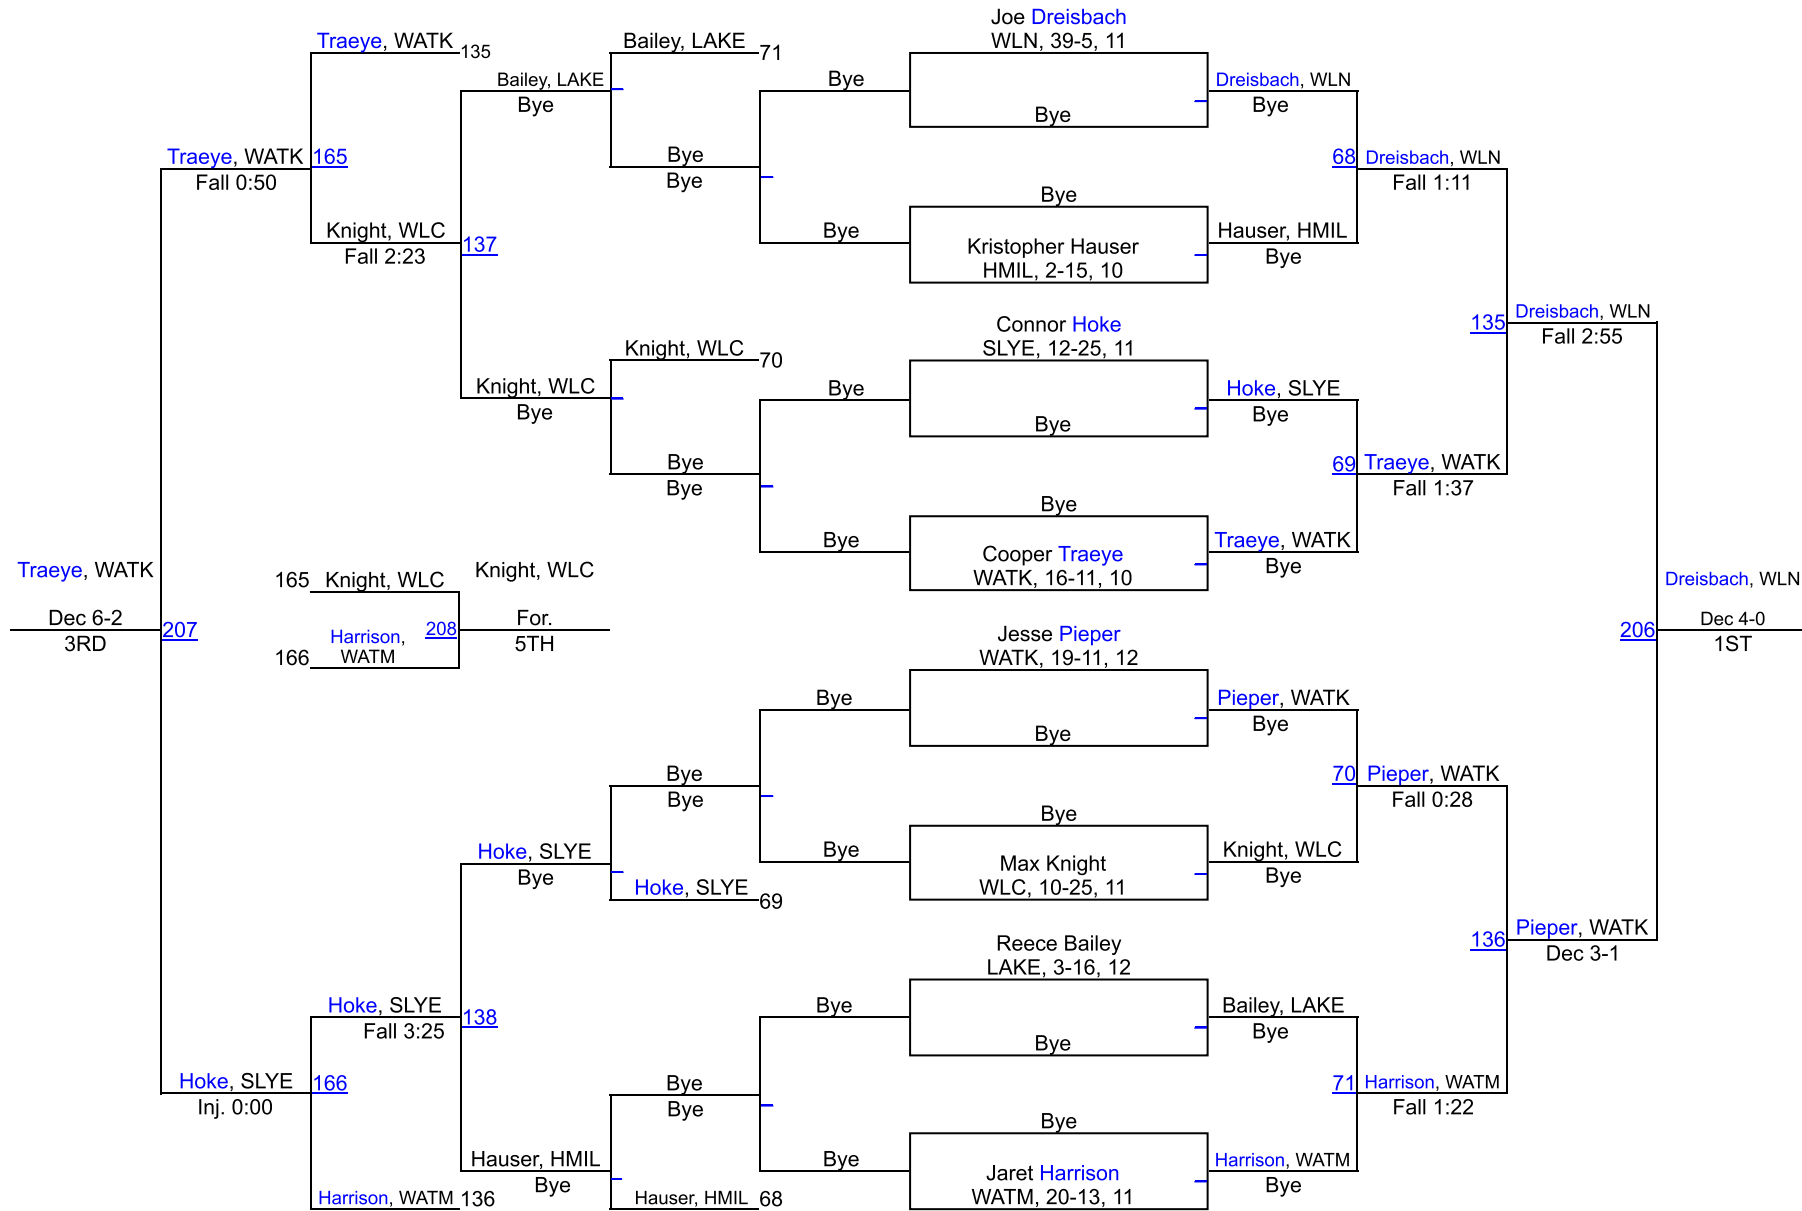 Joe Dreisbach
Traeye, WATK 135 Bailey, LAKE 71 WLN, 39-5, 11
Bailey, LAKE Bye Dreisbach, WLN
Bye Bye Bye
Traeye, WATK 165 Bye 68 Dreisbach, WLN
Fall 0:50 Bye Fall 1:11
Bye
Knight, WLC 137 Bye Kristopher Hauser Hauser, HMIL
Fall 2:23 HMIL, 2-15, 10 Bye
Connor Hoke Dreisbach, WLN
Knight, WLC 70 SLYE, 12-25, 11 135 Fall 2:55
Knight, WLC Bye Hoke, SLYE
Bye Bye Bye
Bye 69 Traeye, WATK
Bye Fall 1:37
Bye
Bye Cooper Traeye Traeye, WATK
Traeye, WATK 165 Knight, WLC Knight, WLC WATK, 16-11, 10 Bye Dreisbach, WLN
Dec 6-2 207 Harrison, 208 For. Jesse Pieper 206 Dec 4-0
3RD 166 WATM 5TH WATK, 19-11, 12 1ST
Bye Pieper, WATK
Bye Bye
Bye 70 Pieper, WATK
Bye Fall 0:28
Bye
Hoke, SLYE Bye Max Knight Knight, WLC
Bye Hoke, SLYE 69 WLC, 10-25, 11 Bye
Reece Bailey 136 Pieper, WATK
LAKE, 3-16, 12 Dec 3-1
Hoke, SLYE 138 Bye Bailey, LAKE
Fall 3:25 Bye Bye
Hoke, SLYE 166 Bye 71 Harrison, WATM
Inj. 0:00 Bye Fall 1:22
Bye
Hauser, HMIL Bye Jaret Harrison Harrison, WATM
Harrison, WATM 136 Bye Hauser, HMIL 68 WATM, 20-13, 11 Bye